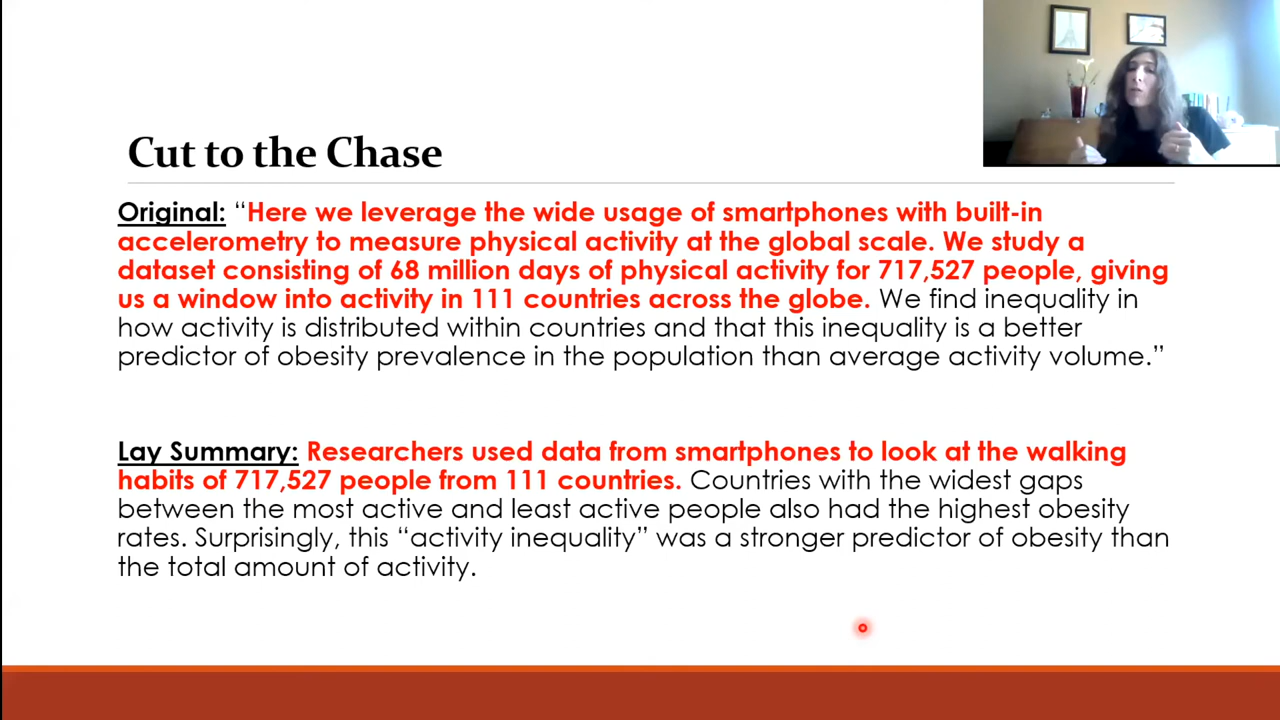 Cut to the Chase
Original: “Here we leverage the wide usage of smartphones with built-in
accelerometry to measure physical activity at the global scale. We study a
dataset consisting of 68 million days of physical activity for 717,527 people, giving
us a window into activity in 111 countries across the globe. We find inequality in
how activity is distributed within countries and that this inequality is a better
predictor of obesity prevalence in the population than average activity volume.”
Lay Summary: Researchers used data from smartphones to look at the walking
habits of 717,527 people from 111 countries. Countries with the widest gaps
between the most active and least active people also had the highest obesity
rates. Surprisingly, this “activity inequality” was a stronger predictor of obesity than
the total amount of activity.